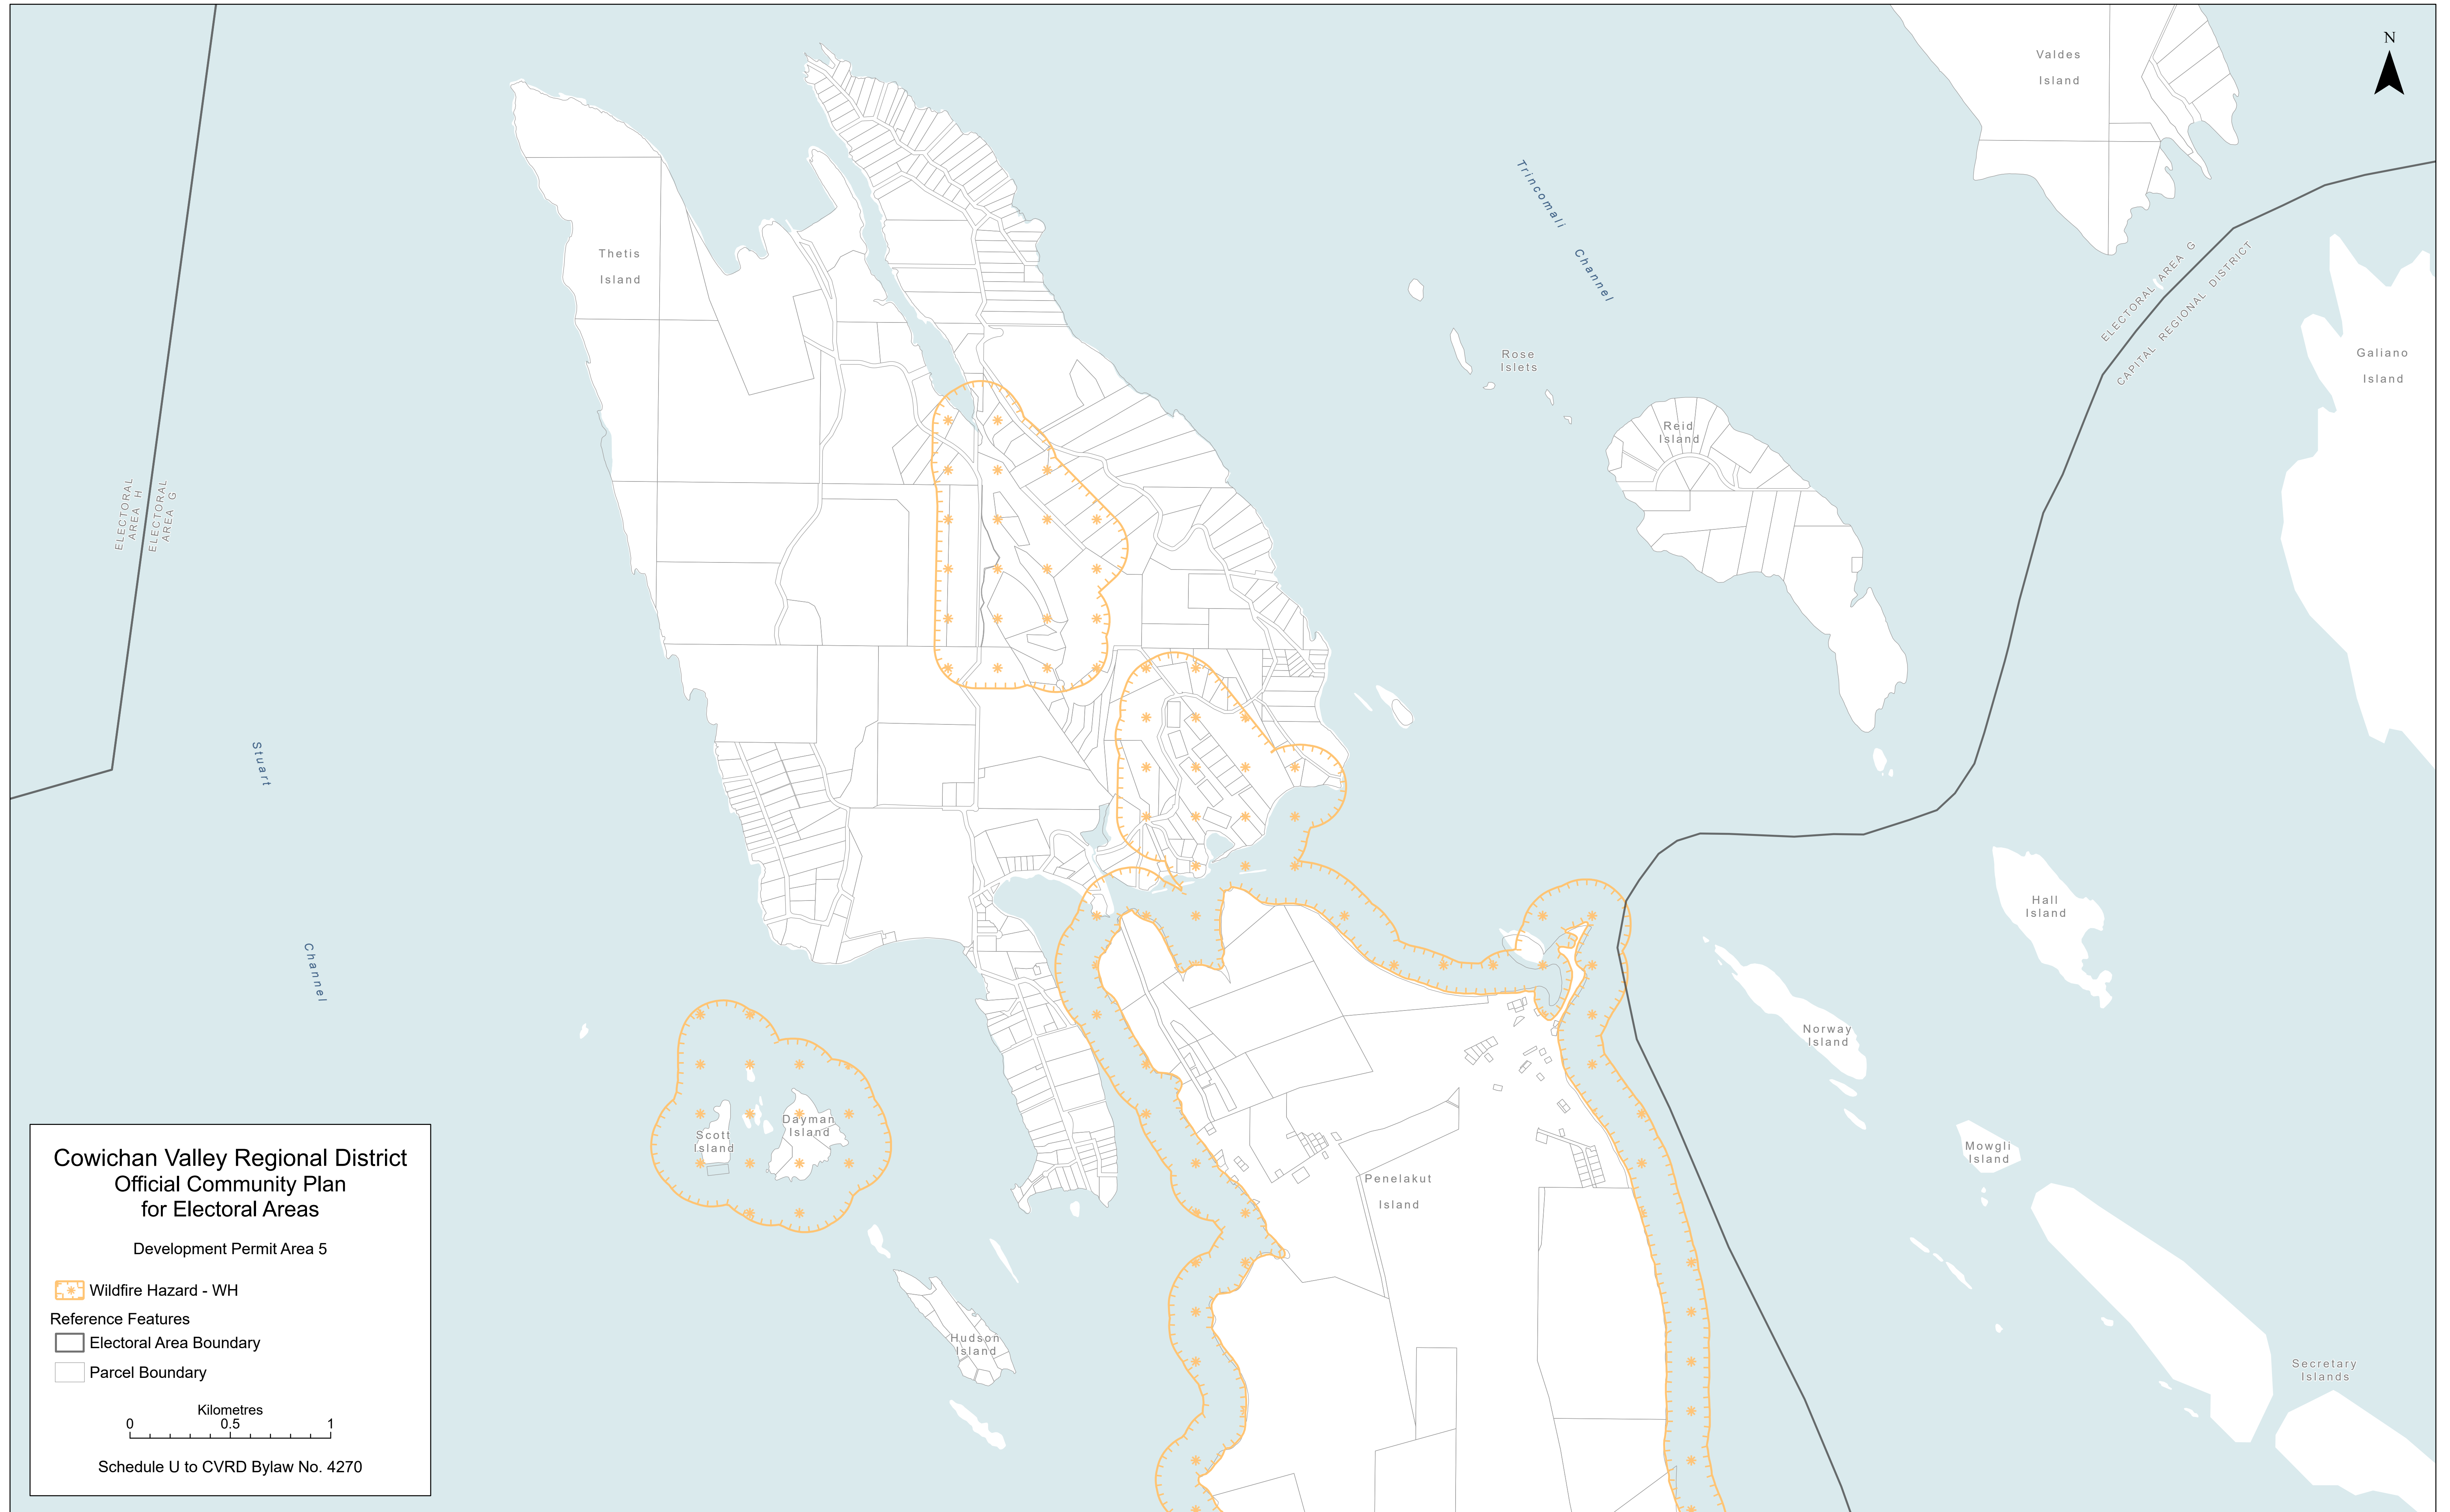 N
Valdes
Island
Trincomali Channel
Thetis
Island
ELECTORAL AREA G
CAPITAL REGIONAL DISTRICT
Galiano
Island
Rose
Islets
Reid
Island
ELECTORAL
AREA H
ELECTORAL
AREA G
Stuart
Channel
Hall
Island
Norway
Island
Scott
Island
Dayman
Island
Mowgli
Island
Penelakut
Island
Hudson
Island
Secretary
Islands
Cowichan Valley Regional District
Official Community Plan
for Electoral Areas
Development Permit Area 5
Wildfire Hazard - WH
Reference Features
Electoral Area Boundary
Parcel Boundary
Kilometres
0 0.5 1
Schedule U to CVRD Bylaw No. 4270